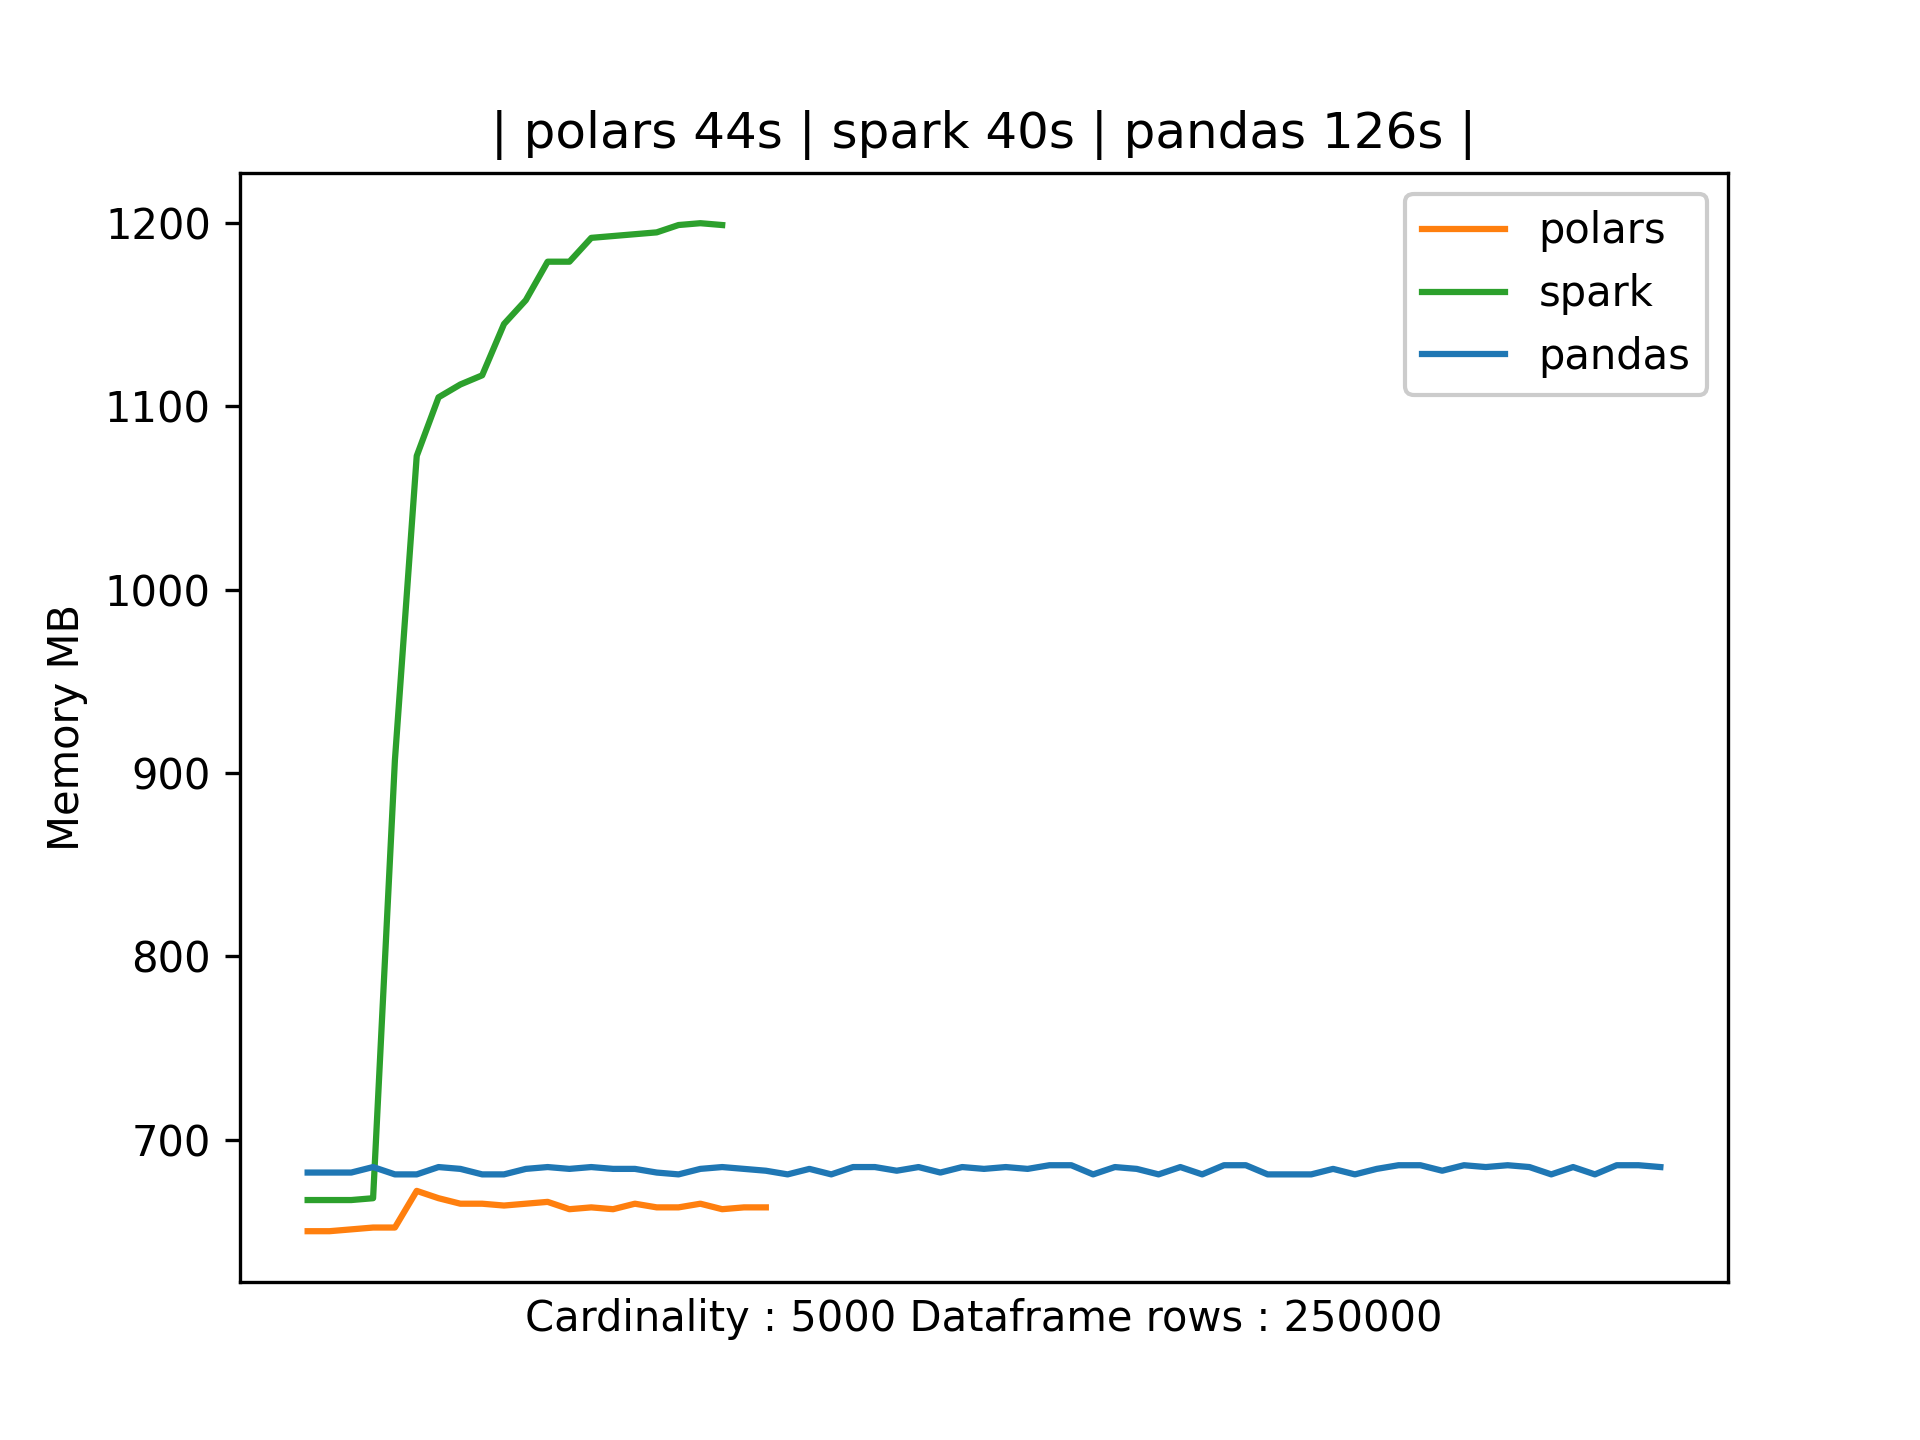 | polars 44s | spark 40s | pandas 126s |
polars
spark
pandas
1200
1100
1000
900
800
700
Memory MB
Cardinality : 5000 Dataframe rows : 250000